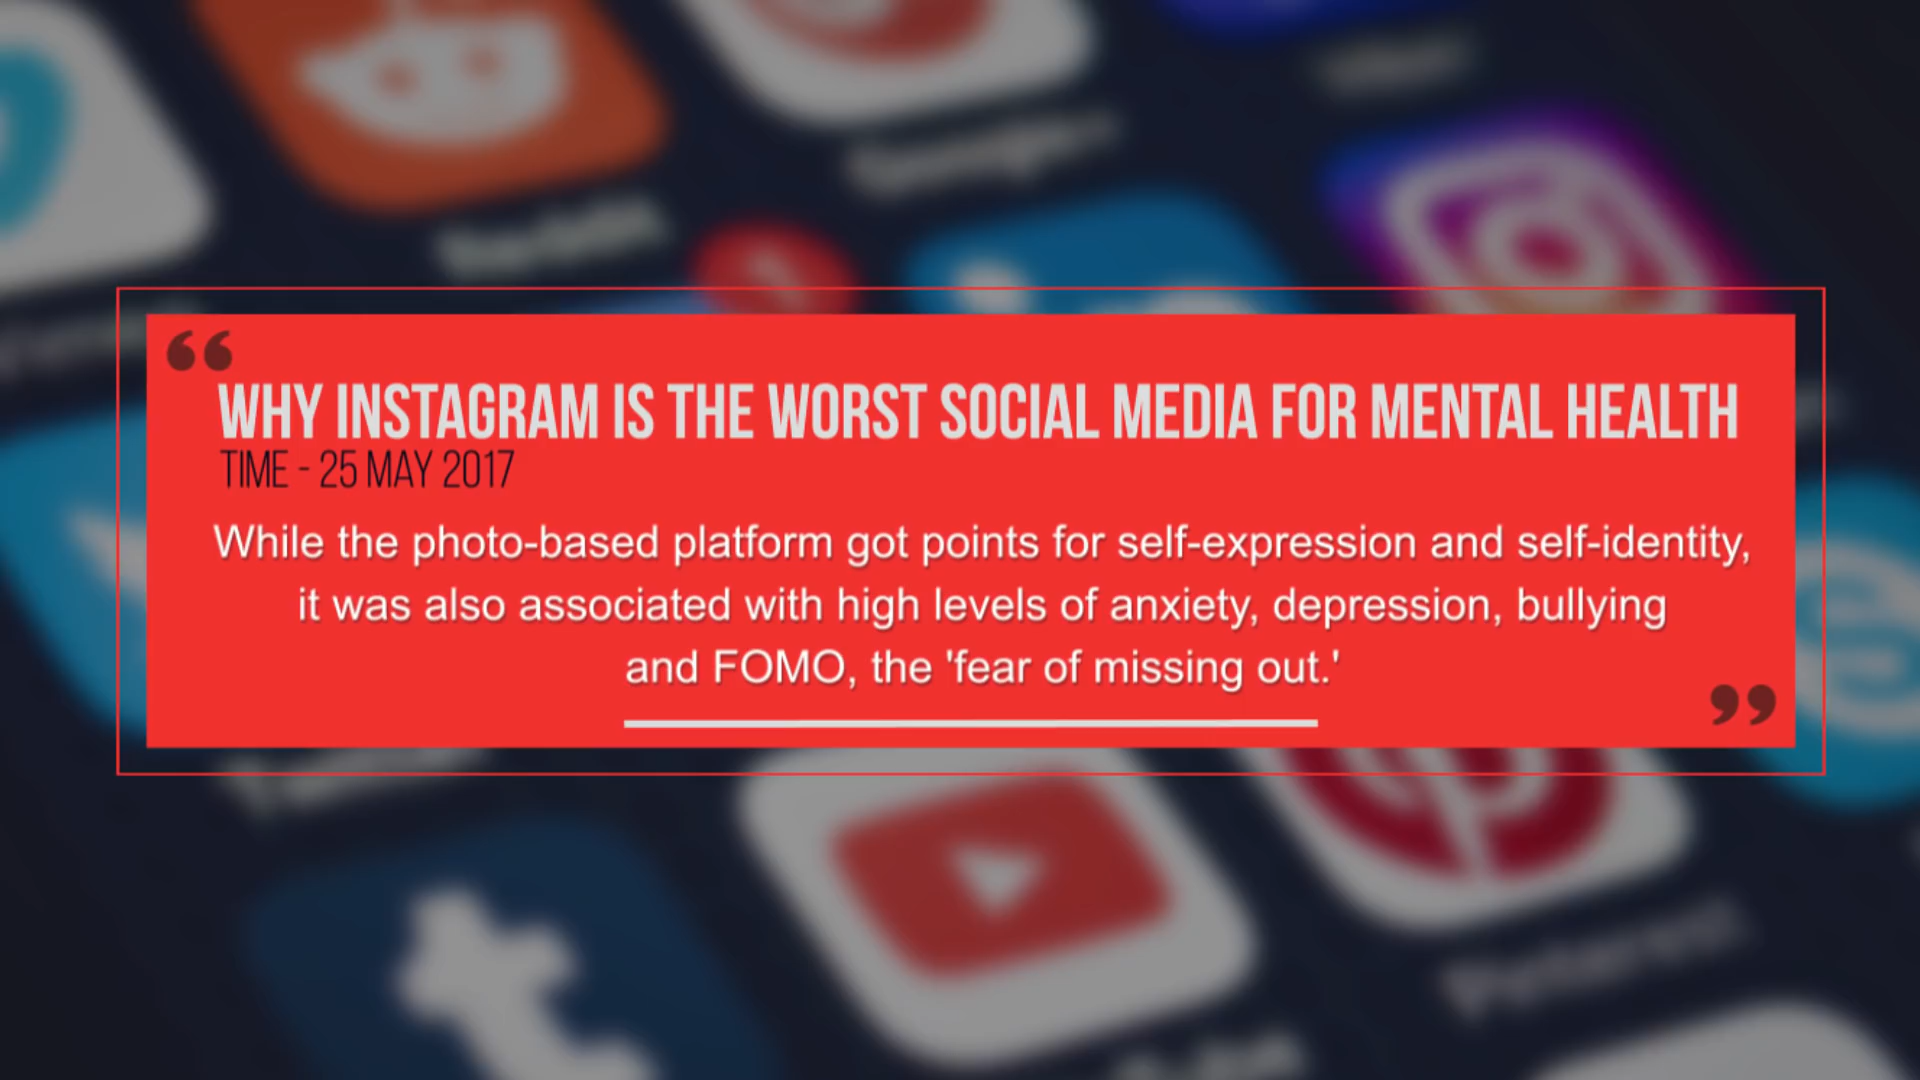 Reddit
“
WHY INSTAGRAM IS THE WORST SOCIAL MEDIA FOR MENTAL HEALTH
TIME - 25 MAY 2017
While the photo-based platform got points for self-expression and self-identity,
it was also associated with high levels of anxiety, depression, bullying
and FOMO, the 'fear of missing out.'
”
Pinterest